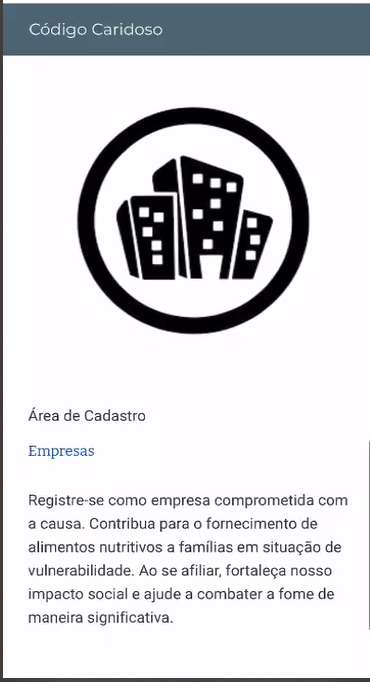 Código Caridoso
Área de Cadastro
Empresas
Registre-se como empresa comprometida com
a causa. Contribua para o fornecimento de
alimentos nutritivos a famílias em situação de
vulnerabilidade. Ao se afiliar, fortaleça nosso
impacto social e ajude a combater a fome de
maneira significativa.